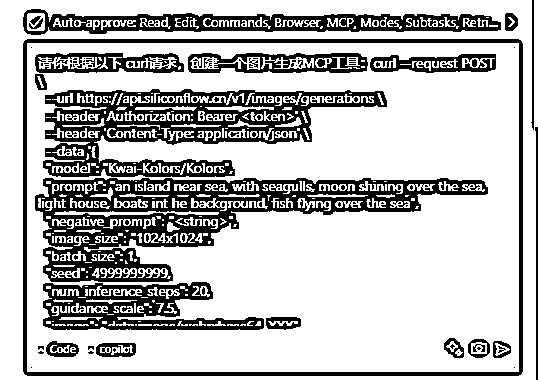 Auto-approve: Read, Edit, Commands, Browser, MCP, Modes, Subtasks, Retri...
请你根据以下 curl请求，创建一个图片生成MCP工具：curl --request POST
\
--url https://api.siliconflow.cn/v1/images/generations \
--header 'Authorization: Bearer <token>' \
--header 'Content-Type: application/json' \
--data '{
"model": "Kwai-Kolors/Kolors",
"prompt": "an island near sea, with seagulls, moon shining over the sea,
light house, boats int he background, fish flying over the sea",
"negative_prompt": "<string>",
"image_size": "1024x1024",
"batch_size": 1,
"seed": 4999999999,
"num_inference_steps": 20,
"guidance_scale": 7.5,
Code copilot